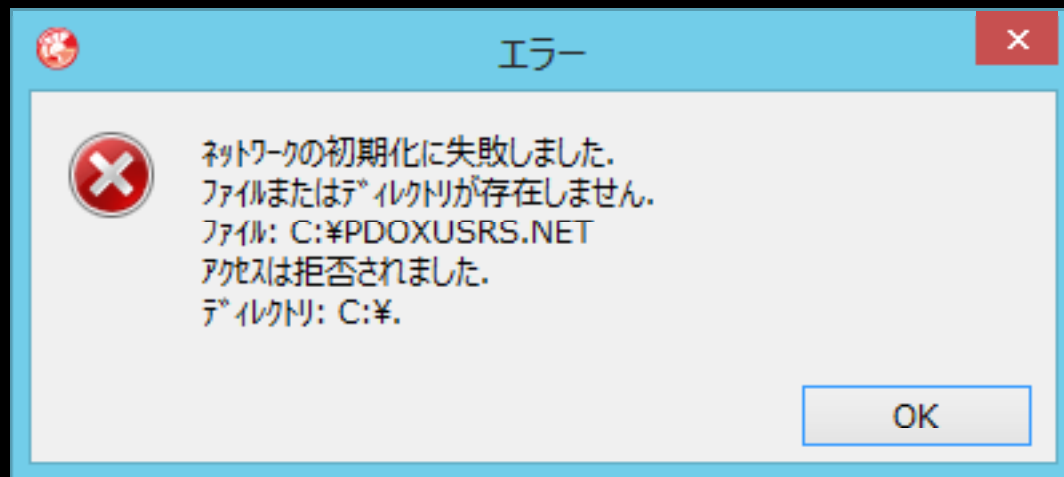 エラー
ﾈｯﾄﾜｰｸの初期化に失敗しました.
ﾌｧｲﾙまたはﾃﾞｨﾚｸﾄﾘが存在しません.
ﾌｧｲﾙ: C:¥PDOXUSRS.NET
ｱｸｾｽは拒否されました.
ﾃﾞｨﾚｸﾄﾘ: C:¥.
OK